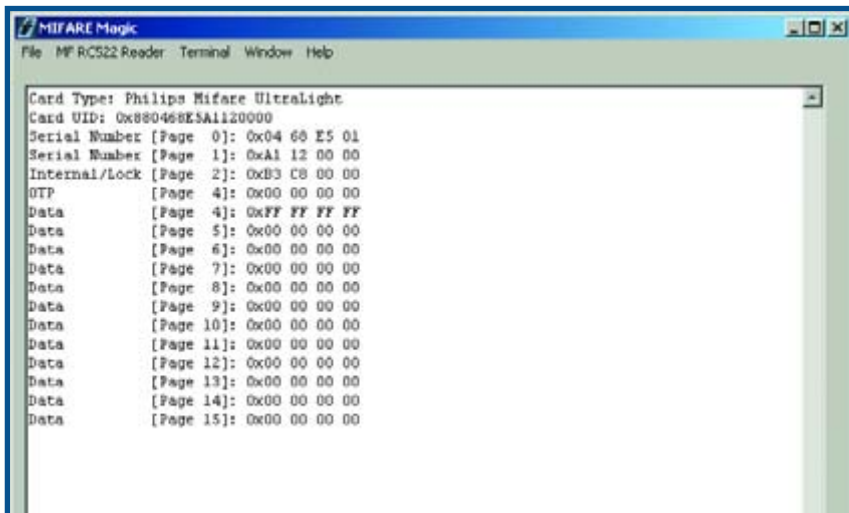 MIFARE Magic
File MF RC522 Reader Terminal Window Help
Card Type: Philips Mifare UltraLight
Card UID: 0x880468E5A1120000
Serial Number [Page 0]: 0x04 68 E5 01
Serial Number [Page 1]: 0xA1 12 00 00
Internal/Lock [Page 2]: 0xB3 C8 00 00
OTP [Page 4]: 0x00 00 00 00
Data [Page 4]: 0xFF FF FF FF
Data [Page 5]: 0x00 00 00 00
Data [Page 6]: 0x00 00 00 00
Data [Page 7]: 0x00 00 00 00
Data [Page 8]: 0x00 00 00 00
Data [Page 9]: 0x00 00 00 00
Data [Page 10]: 0x00 00 00 00
Data [Page 11]: 0x00 00 00 00
Data [Page 12]: 0x00 00 00 00
Data [Page 13]: 0x00 00 00 00
Data [Page 14]: 0x00 00 00 00
Data [Page 15]: 0x00 00 00 00